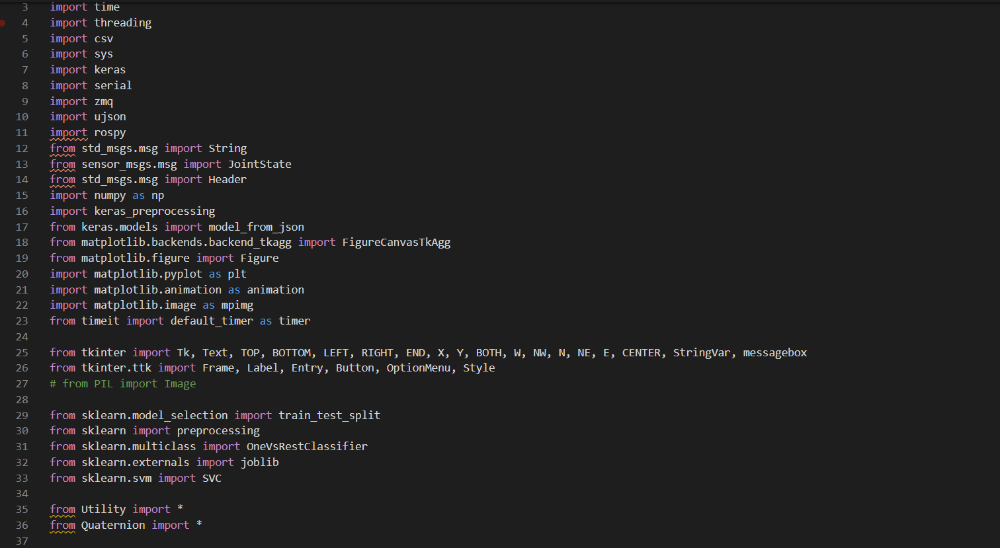 3 import time
4 import threading
5 import csv
6 import sys
7 import keras
8 import serial
9 import zmq
10 import ujson
11 import rospy
12 from std_msgs.msg import String
13 from sensor_msgs.msg import JointState
14 from std_msgs.msg import Header
15 import numpy as np
16 import keras_preprocessing
17 from keras.models import model_from_json
18 from matplotlib.backends.backend_tkagg import FigureCanvasTkAgg
19 from matplotlib.figure import Figure
20 import matplotlib.pyplot as plt
21 import matplotlib.animation as animation
22 import matplotlib.image as mpimg
23 from timeit import default_timer as timer
24
25 from tkinter import Tk, Text, TOP, BOTTOM, LEFT, RIGHT, END, X, Y, BOTH, W, NW, N, NE, E, CENTER, StringVar, messagebox
26 from tkinter.ttk import Frame, Label, Entry, Button, OptionMenu, Style
27 # from PIL import Image
28
29 from sklearn.model_selection import train_test_split
30 from sklearn import preprocessing
31 from sklearn.multiclass import OneVsRestClassifier
32 from sklearn.externals import joblib
33 from sklearn.svm import SVC
34
35 from Utility import *
36 from Quaternion import *
37